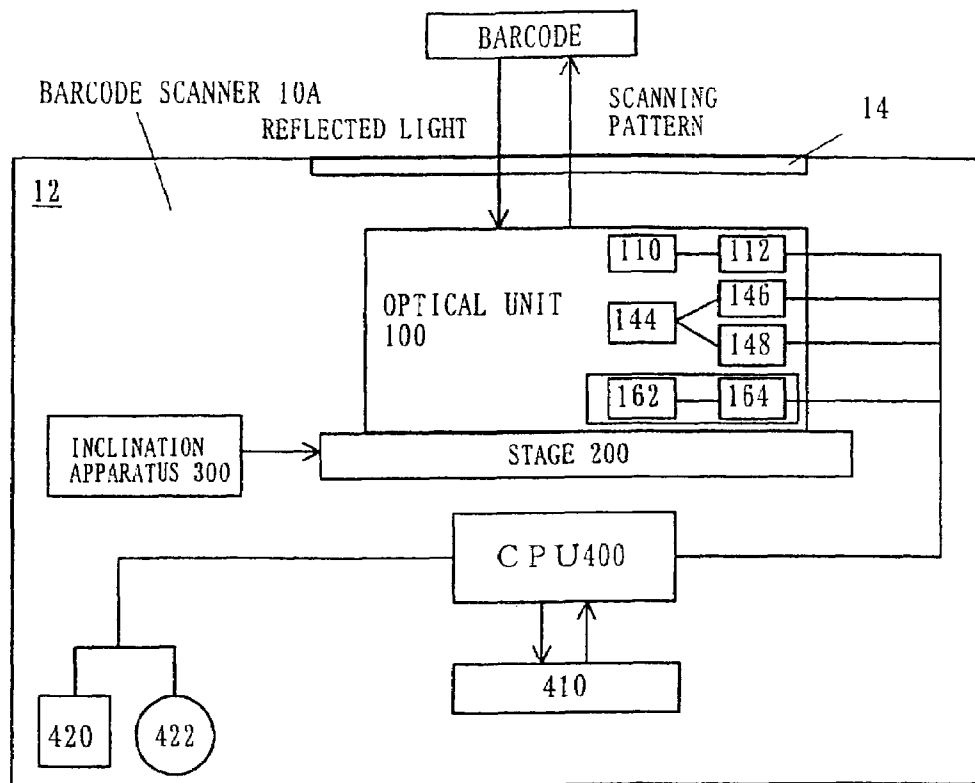 BARCODE
BARCODE SCANNER 10A
REFLECTED LIGHT
SCANNING
PATTERN
14
12
110
112
OPTICAL UNIT
100
144
146
148
162
164
INCLINATION
APPARATUS 300
STAGE 200
CPU400
410
420
422